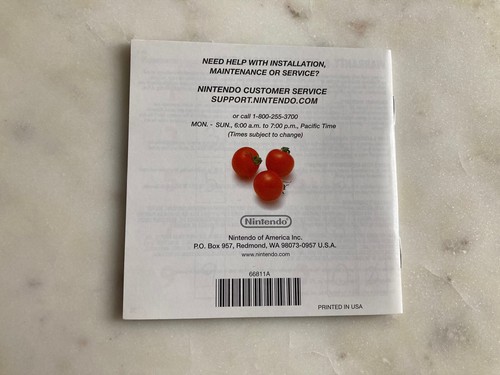 NEED HELP WITH INSTALLATION,
MAINTENANCE OR SERVICE?
NINTENDO CUSTOMER SERVICE
SUPPORT.NINTENDO.COM
or call 1-800-255-3700
MON. - SUN., 6:00 a.m. to 7:00 p.m., Pacific Time
(Times subject to change)
Nintendo
Nintendo of America Inc.
P.O. Box 957, Redmond, WA 98073-0957 U.S.A.
www.nintendo.com
66811A
PRINTED IN USA